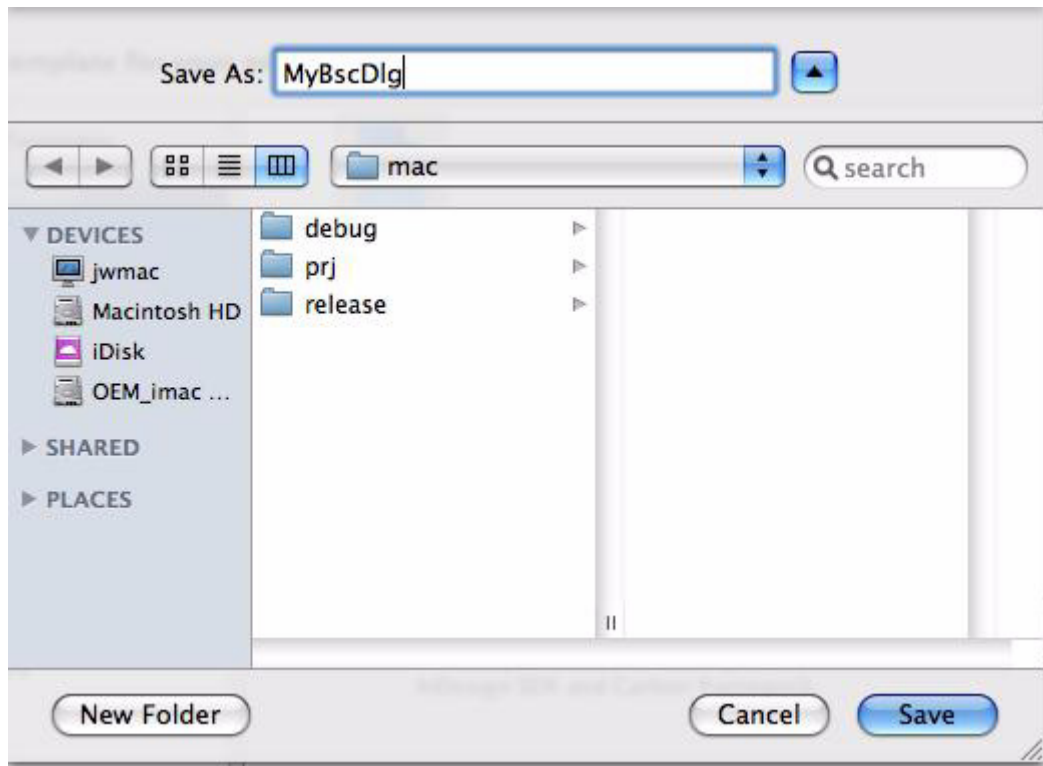 Save As: MyBscDlg
mac
search
DEVICES
jwmac
Macintosh HD
iDisk
OEM_imac ...
SHARED
PLACES
debug
prj
release
New Folder
Cancel
Save